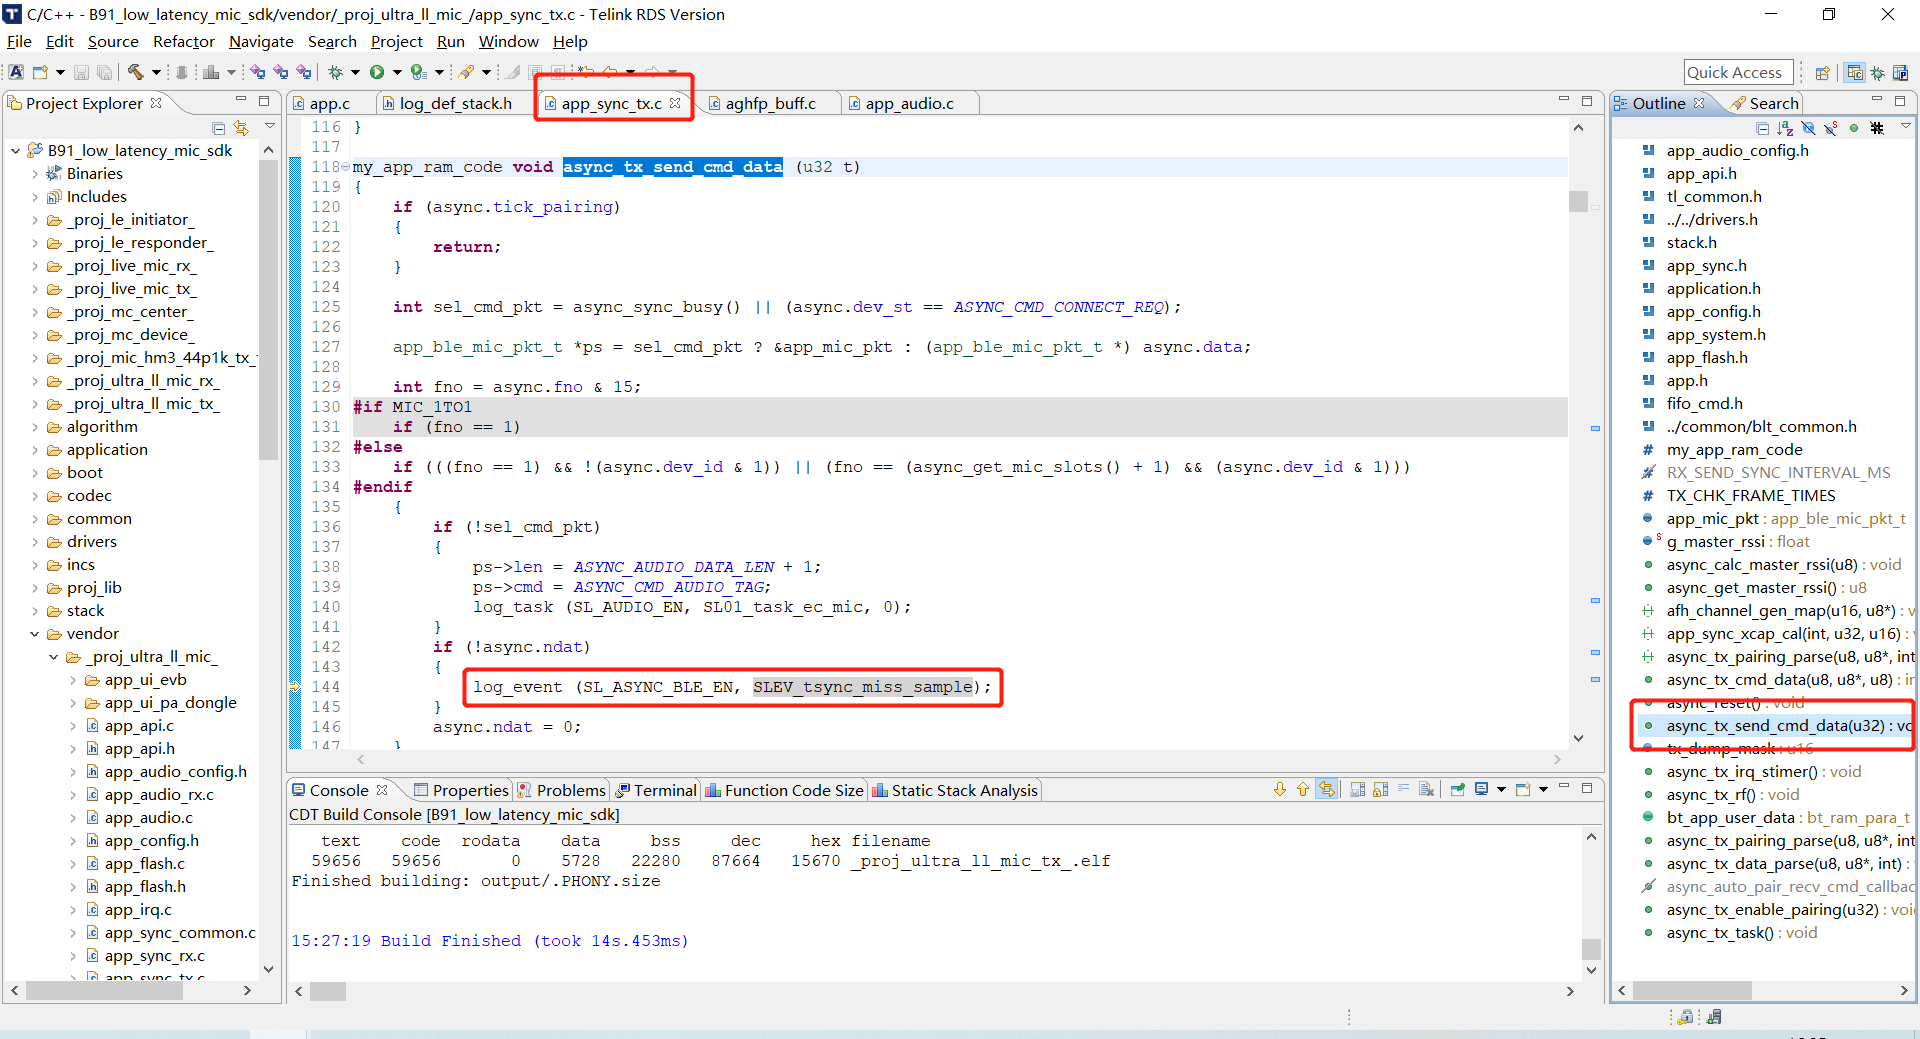 C/C++ - B91_low_latency_mic_sdk/vendor/_proj_ultra_ll_mic_/app_sync_tx.c - Telink RDS Version
File Edit Source Refactor Navigate Search Project Run Window Help
Quick Access
Project Explorer
B91_low_latency_mic_sdk
Binaries
Includes
_proj_le_initiator_
_proj_le_responder_
_proj_live_mic_rx_
_proj_live_mic_tx_
_proj_mc_center_
_proj_mc_device_
_proj_mic_hm3_44p1k_tx_
_proj_ultra_ll_mic_rx_
_proj_ultra_ll_mic_tx_
algorithm
application
boot
codec
common
drivers
incs
proj_lib
stack
vendor
_proj_ultra_ll_mic_
app_ui_evb
app_ui_pa_dongle
app_api.c
app_api.h
app_audio_config.h
app_audio_rx.c
app_audio.c
app_config.h
app_flash.c
app_flash.h
app_irq.c
app_sync_common.c
app_sync_rx.c
app_sync_tx.c
app.c log_def_stack.h app_sync_tx.c aghfp_buff.c app_audio.c
116 }
117
118 my_app_ram_code void async_tx_send_cmd_data (u32 t)
119 {
120 if (async.tick_pairing)
121 {
122 return;
123 }
124
125 int sel_cmd_pkt = async_sync_busy() || (async.dev_st == ASYNC_CMD_CONNECT_REQ);
126
127 app_ble_mic_pkt_t *ps = sel_cmd_pkt ? &app_mic_pkt : (app_ble_mic_pkt_t *) async.data;
128
129 int fno = async.fno & 15;
130 #if MIC_1TO1
131 if (fno == 1)
132 #else
133 if (((fno == 1) && !(async.dev_id & 1)) || (fno == (async_get_mic_slots() + 1) && (async.dev_id & 1)))
134 #endif
135 {
136 if (!sel_cmd_pkt)
137 {
138 ps->len = ASYNC_AUDIO_DATA_LEN + 1;
139 ps->cmd = ASYNC_CMD_AUDIO_TAG;
140 log_task (SL_AUDIO_EN, SL01_task_ec_mic, 0);
141 }
142 if (!async.ndat)
143 {
144 log_event (SL_ASYNC_BLE_EN, SLEV_tsync_miss_sample);
145 }
146 async.ndat = 0;
147 }
Console Properties Problems Terminal Function Code Size Static Stack Analysis
CDT Build Console [B91_low_latency_mic_sdk]
text code rodata data bss dec hex filename
59656 59656 0 5728 22280 87664 15670 _proj_ultra_ll_mic_tx_.elf
Finished building: output/.PHONY.size
15:27:19 Build Finished (took 14s.453ms)
Outline Search
app_audio_config.h
app_api.h
tl_common.h
../../drivers.h
stack.h
app_sync.h
application.h
app_config.h
app_system.h
app_flash.h
app.h
fifo_cmd.h
../common/blt_common.h
my_app_ram_code
RX_SEND_SYNC_INTERVAL_MS
TX_CHK_FRAME_TIMES
app_mic_pkt : app_ble_mic_pkt_t
g_master_rssi : float
async_calc_master_rssi(u8) : void
async_get_master_rssi() : u8
afh_channel_gen_map(u16, u8*) : v
app_sync_xcap_cal(int, u32, u16) :
async_tx_pairing_parse(u8, u8*, int
async_tx_cmd_data(u8, u8*, u8) : in
async_reset() : void
async_tx_send_cmd_data(u32) : vo
tx_dump_mask : u16
async_tx_irq_stimer() : void
async_tx_rf() : void
bt_app_user_data : bt_ram_para_t
async_tx_pairing_parse(u8, u8*, int
async_tx_data_parse(u8, u8*, int) :
async_auto_pair_recv_cmd_callbac
async_tx_enable_pairing(u32) : voi
async_tx_task() : void